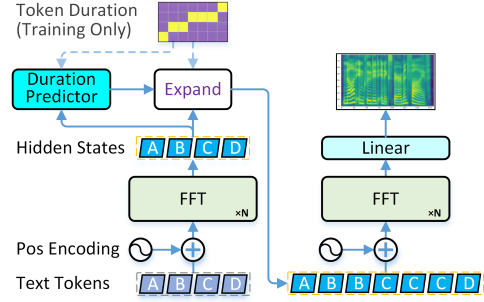 Token Duration
(Training Only)
Duration
Predictor
Expand
Hidden States
A B C D
Linear
FFT
×N
FFT
×N
Pos Encoding
Text Tokens
A B C D
A B B C C C D